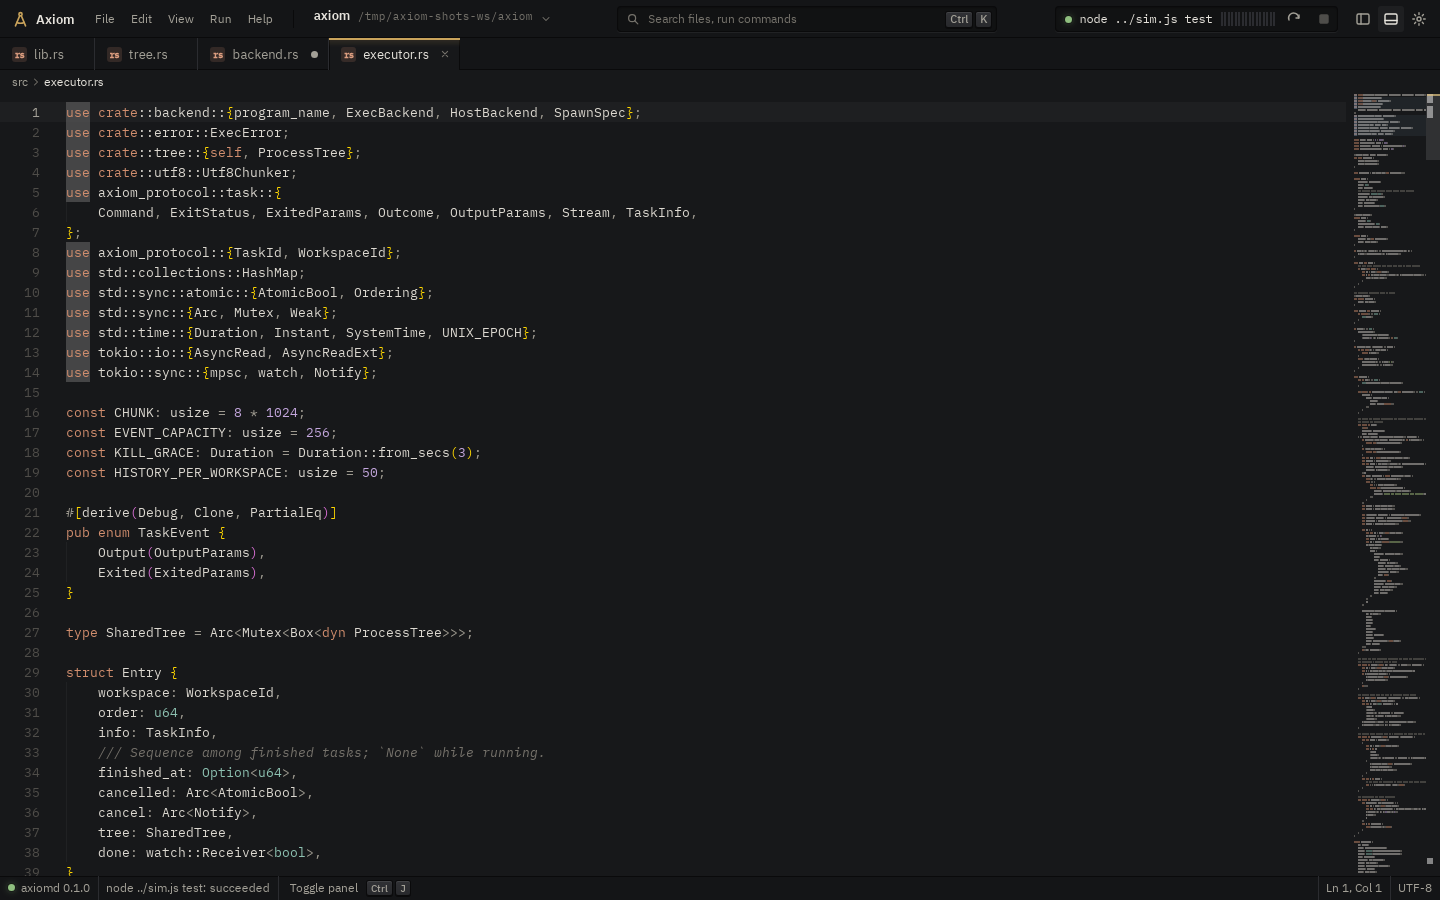 Axiom File Edit View Run Help axiom /tmp/axiom-shots-ws/axiom Search files, run commands Ctrl K node ../sim.js test
rs lib.rs rs tree.rs rs backend.rs rs executor.rs
src executor.rs
1 use crate::backend::{program_name, ExecBackend, HostBackend, SpawnSpec};
2 use crate::error::ExecError;
3 use crate::tree::{self, ProcessTree};
4 use crate::utf8::Utf8Chunker;
5 use axiom_protocol::task::{
6 Command, ExitStatus, ExitedParams, Outcome, OutputParams, Stream, TaskInfo,
7 };
8 use axiom_protocol::{TaskId, WorkspaceId};
9 use std::collections::HashMap;
10 use std::sync::atomic::{AtomicBool, Ordering};
11 use std::sync::{Arc, Mutex, Weak};
12 use std::time::{Duration, Instant, SystemTime, UNIX_EPOCH};
13 use tokio::io::{AsyncRead, AsyncReadExt};
14 use tokio::sync::{mpsc, watch, Notify};
15
16 const CHUNK: usize = 8 * 1024;
17 const EVENT_CAPACITY: usize = 256;
18 const KILL_GRACE: Duration = Duration::from_secs(3);
19 const HISTORY_PER_WORKSPACE: usize = 50;
20
21 #[derive(Debug, Clone, PartialEq)]
22 pub enum TaskEvent {
23 Output(OutputParams),
24 Exited(ExitedParams),
25 }
26
27 type SharedTree = Arc<Mutex<Box<dyn ProcessTree>>>;
28
29 struct Entry {
30 workspace: WorkspaceId,
31 order: u64,
32 info: TaskInfo,
33 /// Sequence among finished tasks; `None` while running.
34 finished_at: Option<u64>,
35 cancelled: Arc<AtomicBool>,
36 cancel: Arc<Notify>,
37 tree: SharedTree,
38 done: watch::Receiver<bool>,
39 }
axiomd 0.1.0 node ../sim.js test: succeeded Toggle panel Ctrl J Ln 1, Col 1 UTF-8